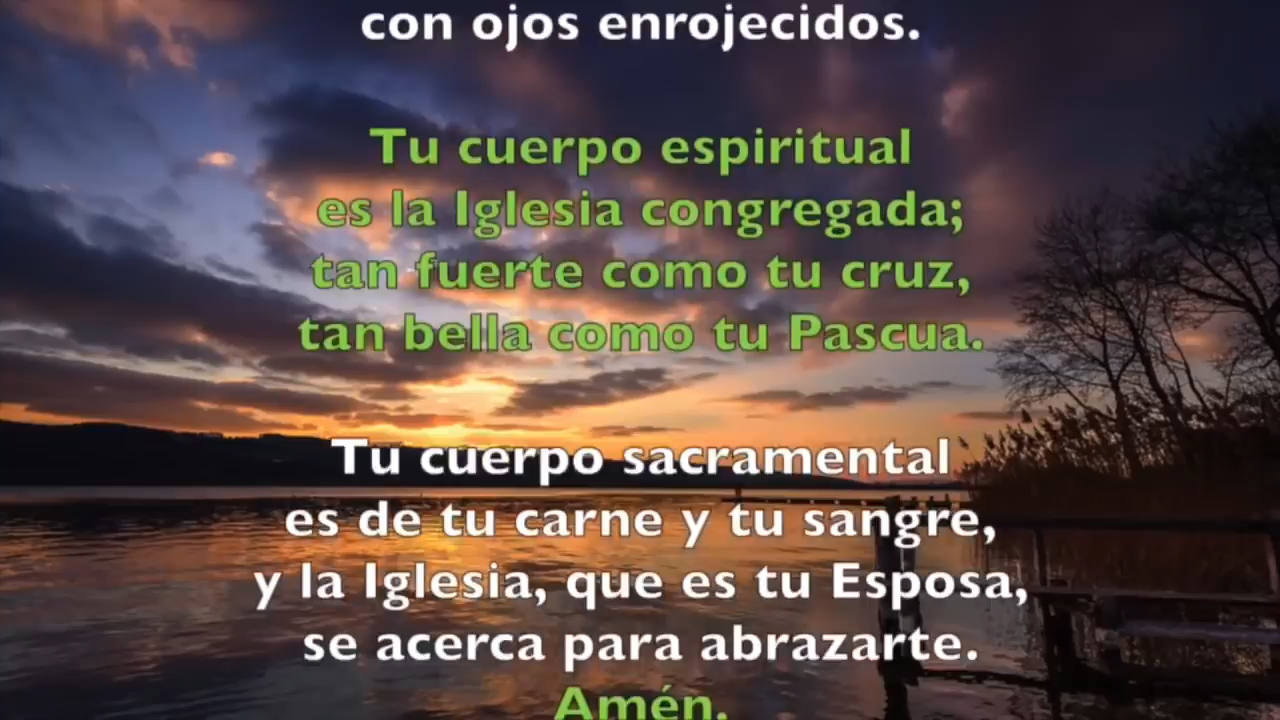 con ojos enrojecidos.
Tu cuerpo espiritual
es la Iglesia congregada;
tan fuerte como tu cruz,
tan bella como tu Pascua.
Tu cuerpo sacramental
es de tu carne y tu sangre,
y la Iglesia, que es tu Esposa,
se acerca para abrazarte.
Amén.